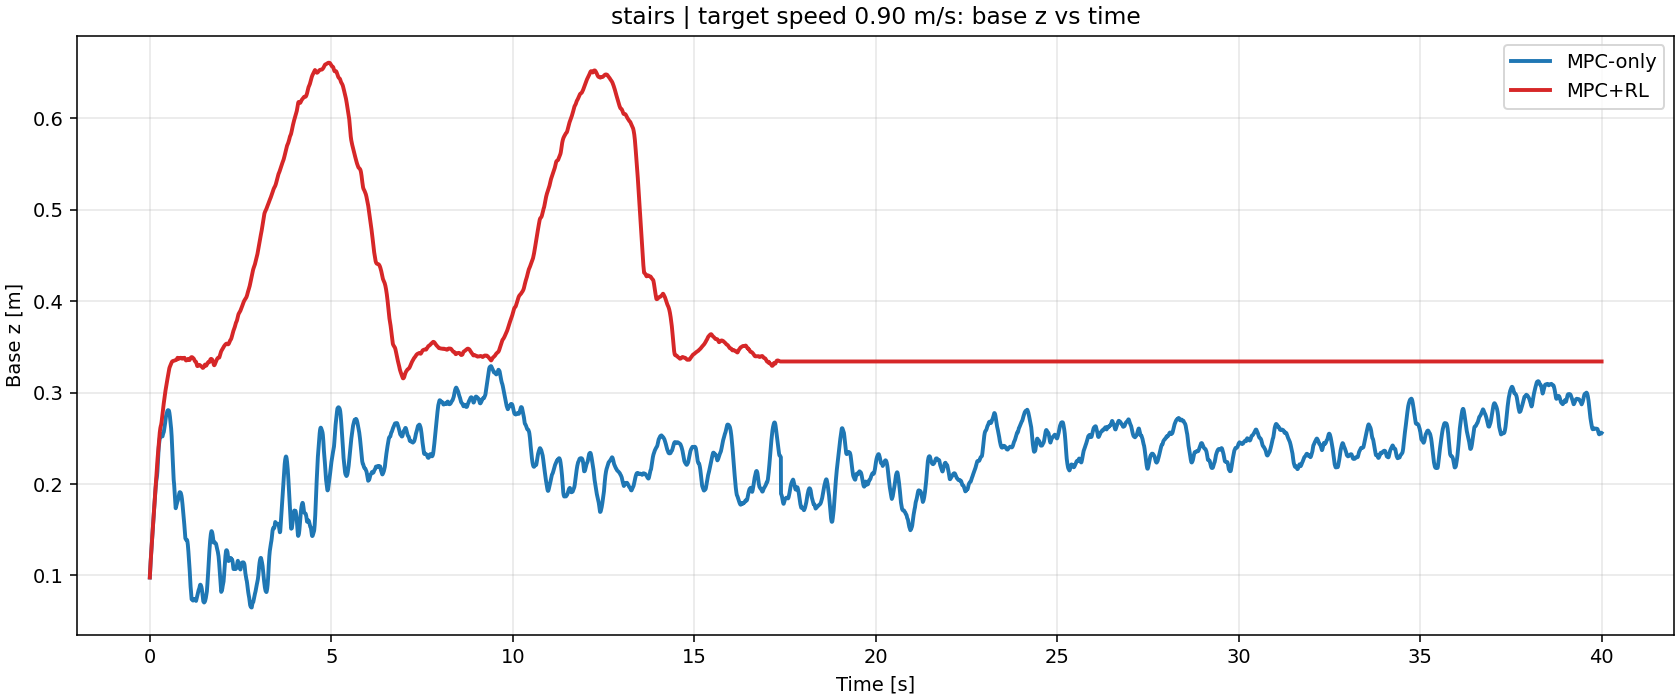 stairs | target speed 0.90 m/s: base z vs time
MPC-only
MPC+RL
Base z [m]
0.6
0.5
0.4
0.3
0.2
0.1
0 5 10 15 20 25 30 35 40
Time [s]